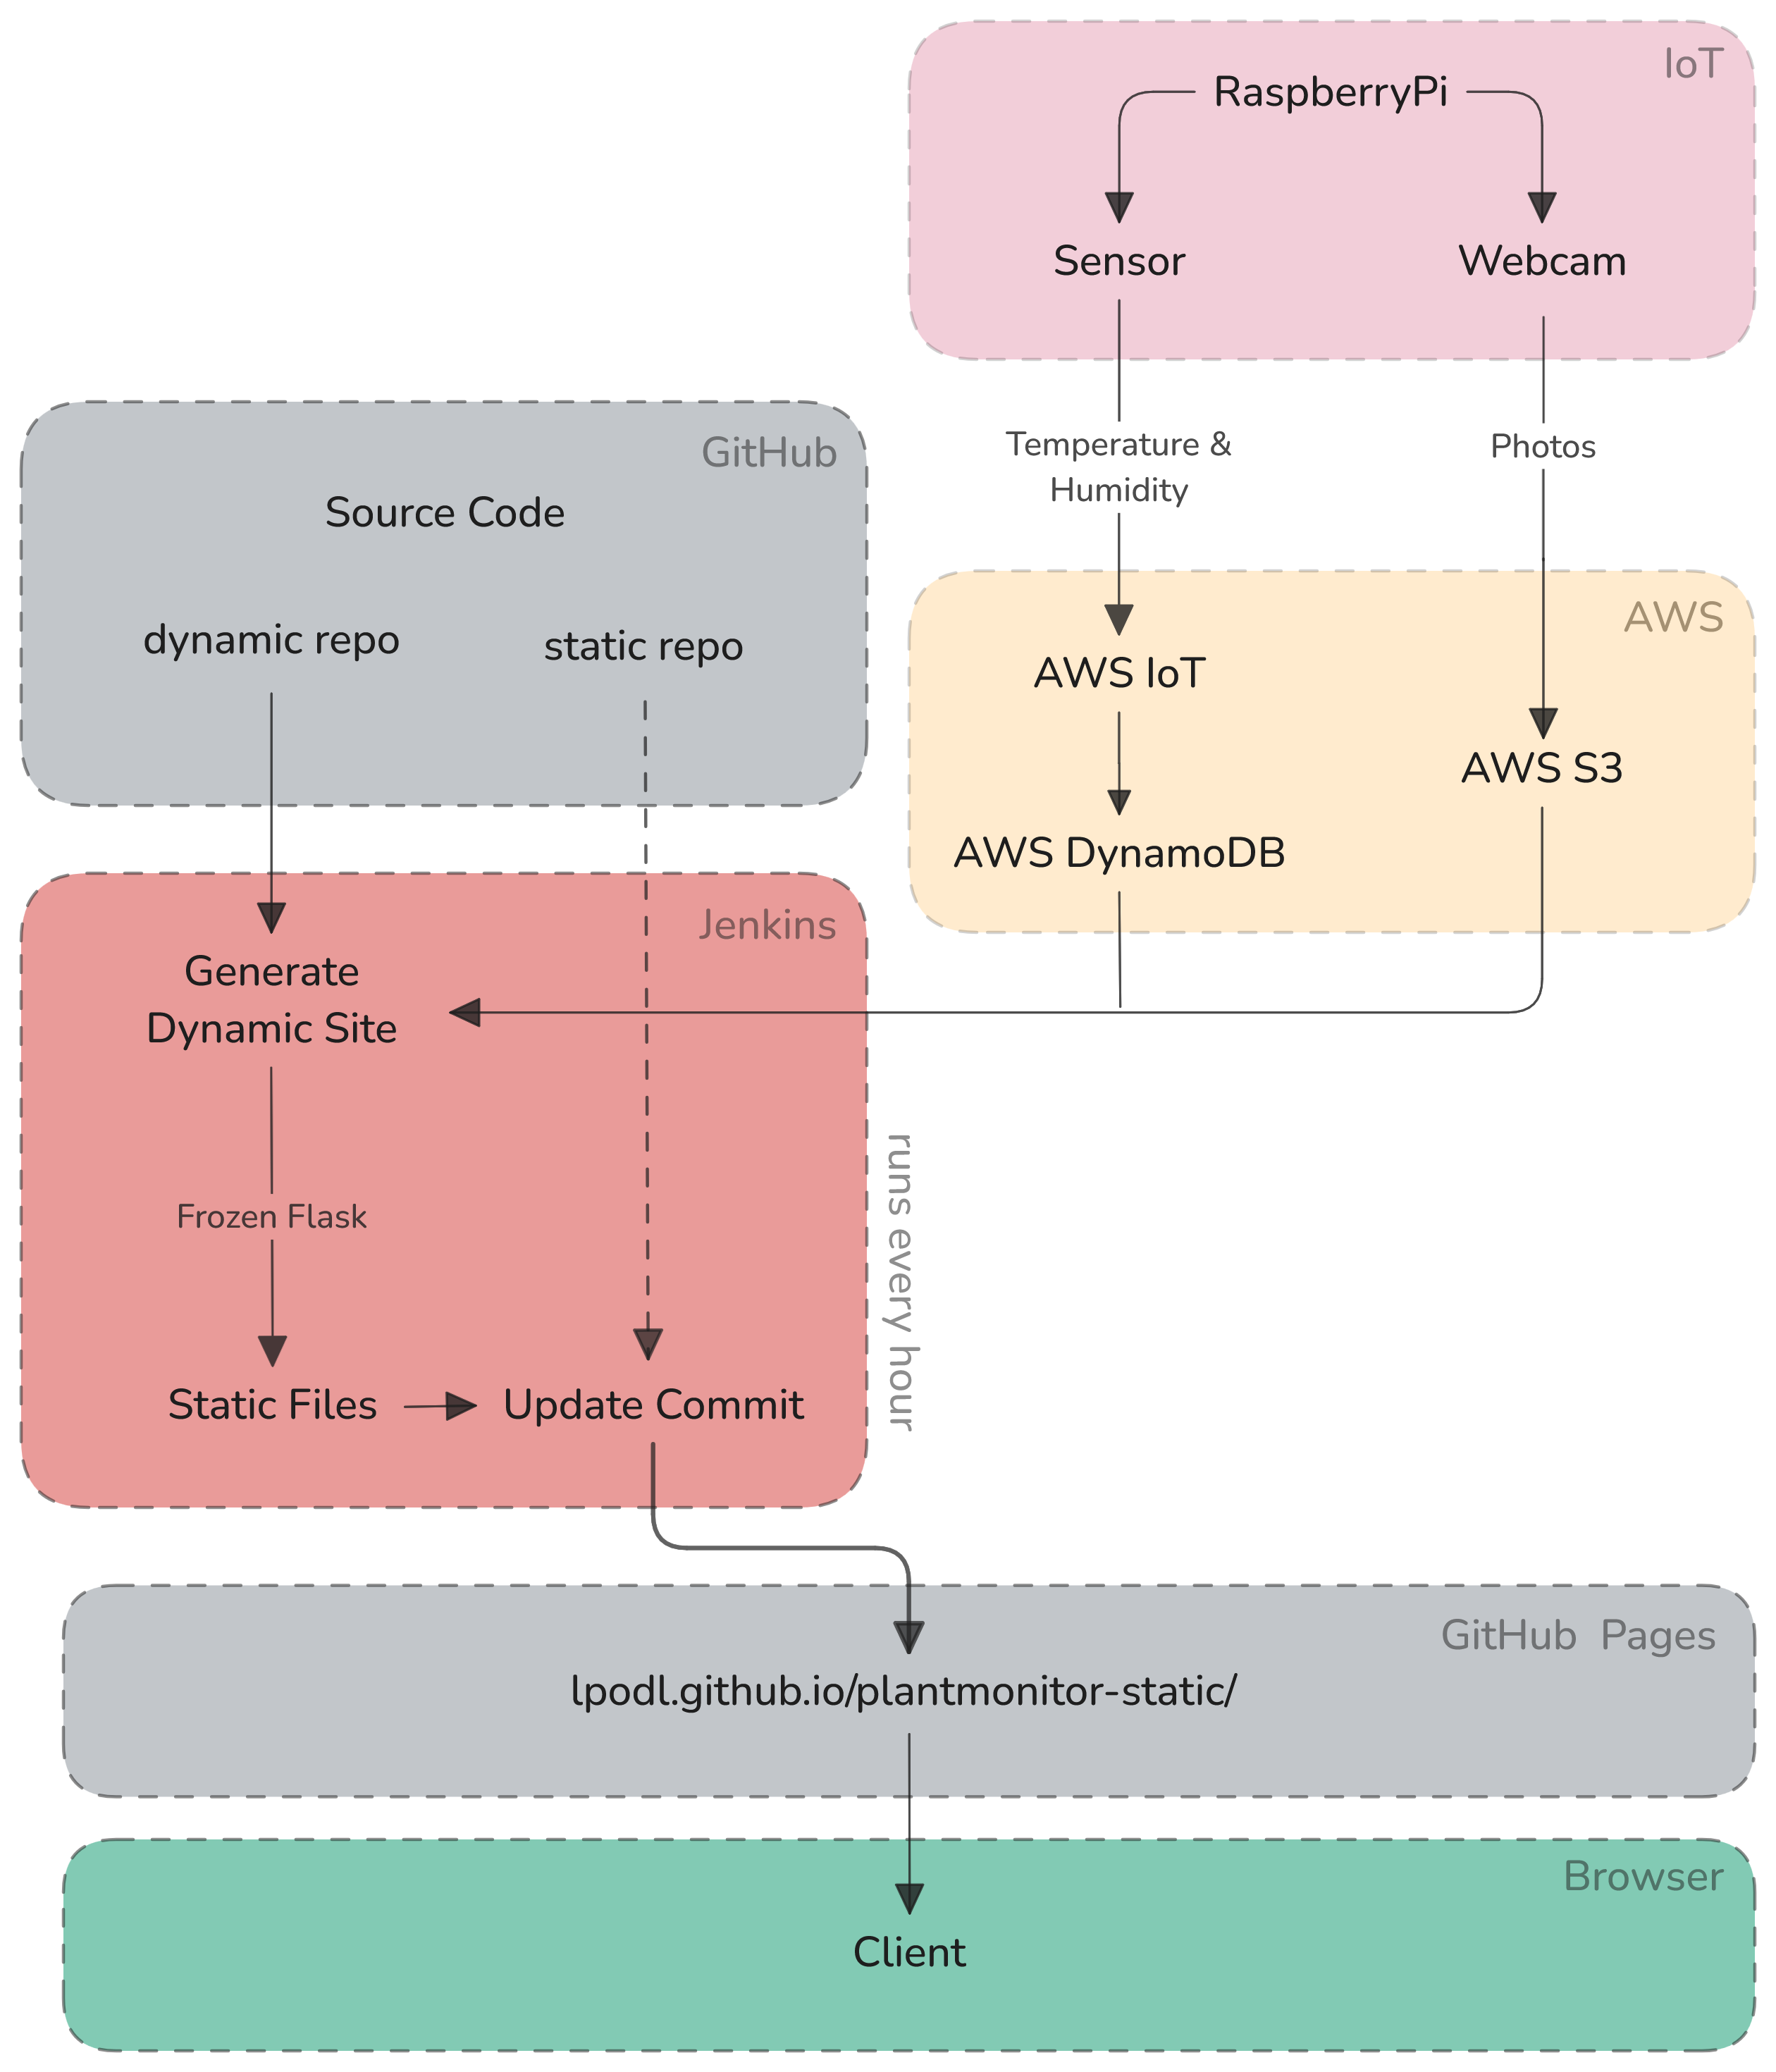 IoT
RaspberryPi
Sensor
Webcam
Temperature &
Humidity
Photos
GitHub
Source Code
dynamic repo
static repo
AWS
AWS IoT
AWS S3
AWS DynamoDB
Jenkins
Generate
Dynamic Site
runs every hour
Frozen Flask
Static Files
Update Commit
GitHub Pages
lpodl.github.io/plantmonitor-static/
Browser
Client